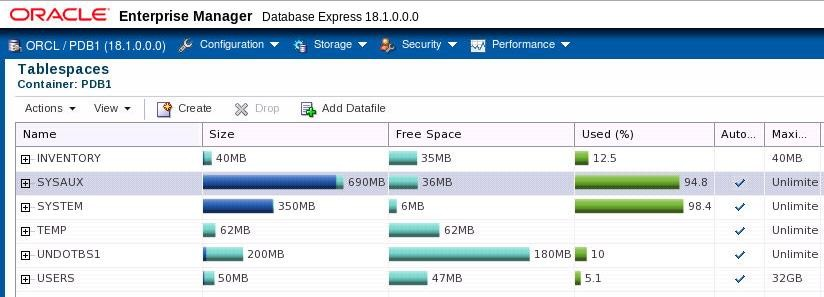 ORACLE Enterprise Manager Database Express 18.1.0.0.0
ORCL / PDB1 (18.1.0.0.0) Configuration Storage Security Performance
Tablespaces
Container: PDB1
Actions View Create Drop Add Datafile
Name Size Free Space Used (%) Auto... Maxi...
INVENTORY 40MB 35MB 12.5 40MB
SYSAUX 690MB 36MB 94.8 Unlimite
SYSTEM 350MB 6MB 98.4 Unlimite
TEMP 62MB 62MB Unlimite
UNDOTBS1 200MB 180MB 10 Unlimite
USERS 50MB 47MB 5.1 32GB